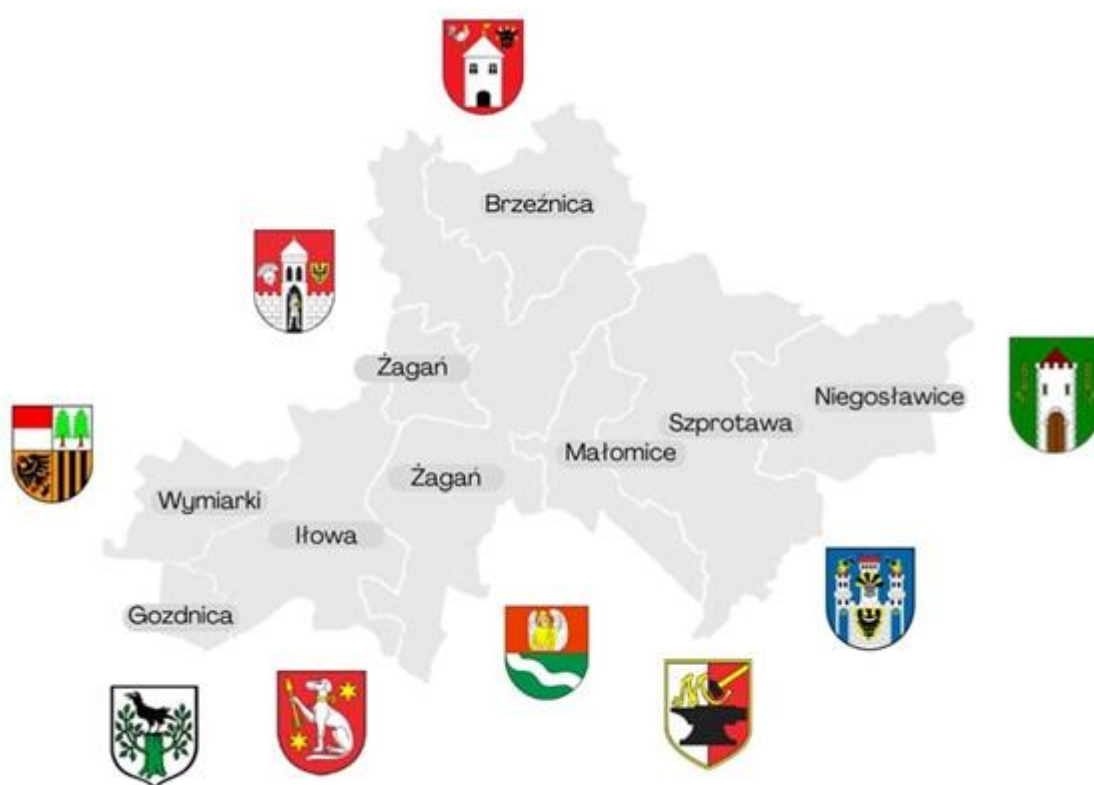 Brzeźnica
Żagań
Niegosławice
Szprotawa
Małomice
Żagań
Wymiarki
Iłowa
Gozdnica